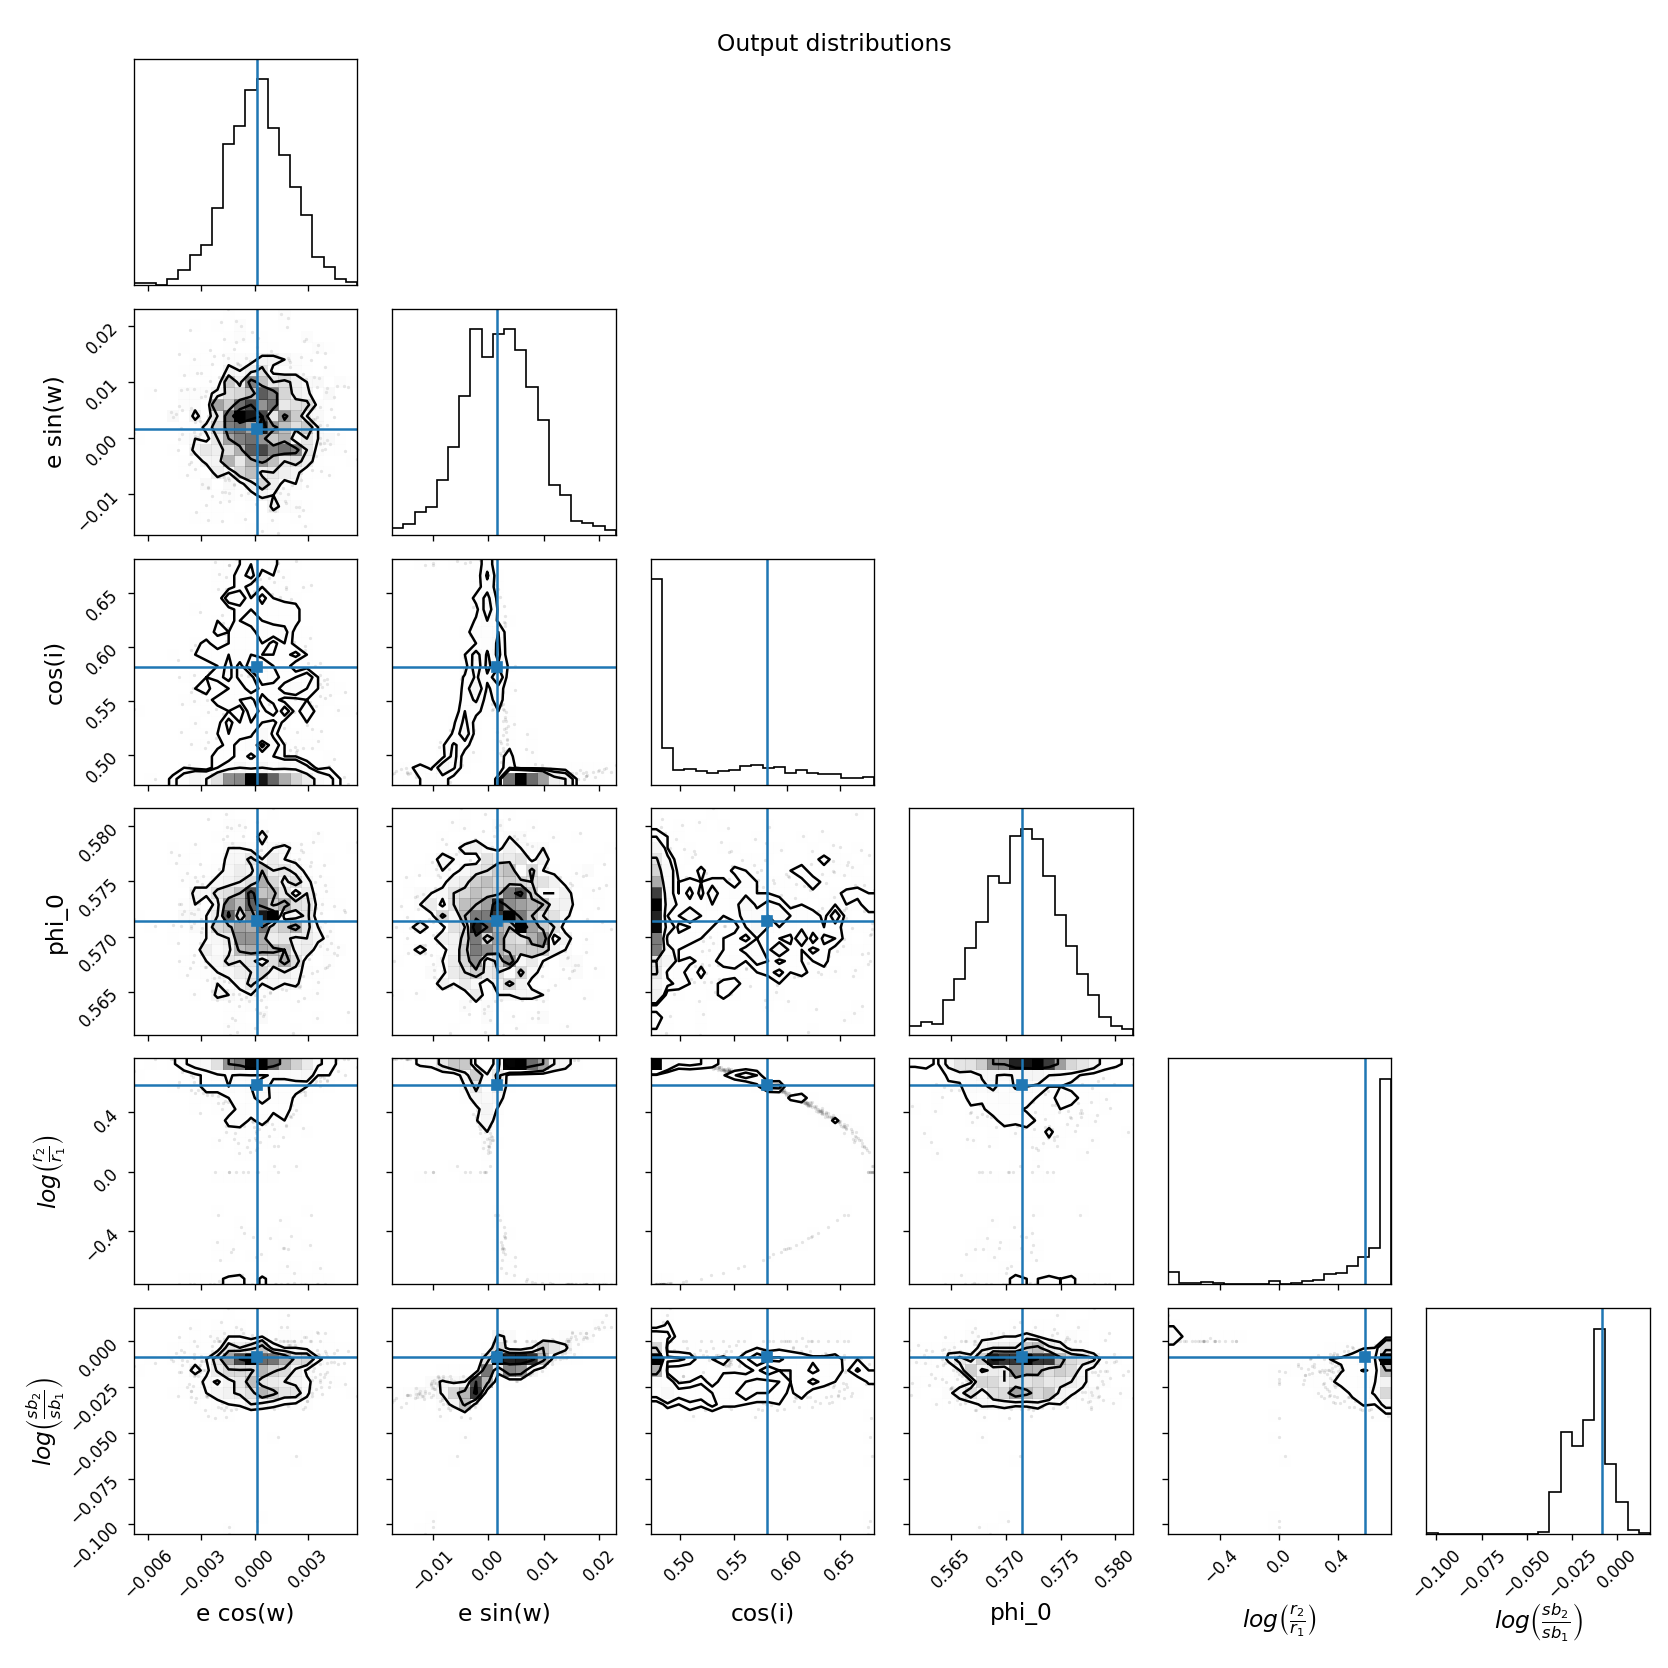 Output distributions
e sin(w)
0.02
0.01
0.00
−0.01
cos(i)
0.65
0.60
0.55
0.50
phi_0
0.580
0.575
0.570
0.565
log(r2/r1)
0.4
0.0
−0.4
log(sb2/sb1)
0.000
−0.025
−0.050
−0.075
−0.100
−0.006 −0.003 0.000 0.003 −0.01 0.00 0.01 0.02 0.50 0.55 0.60 0.65 0.565 0.570 0.575 0.580 −0.4 0.0 0.4 −0.100 −0.075 −0.050 −0.025 0.000
e cos(w) e sin(w) cos(i) phi_0 log(r2/r1) log(sb2/sb1)